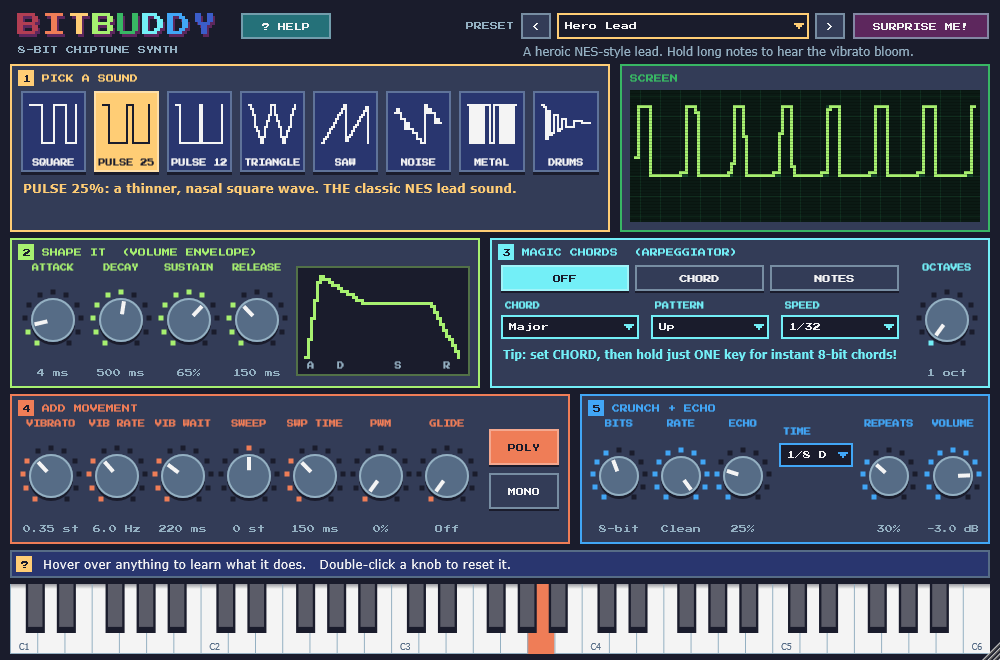 BITBUDDY
8-BIT CHIPTUNE SYNTH
? HELP
PRESET < Hero Lead > SURPRISE ME!
A heroic NES-style lead. Hold long notes to hear the vibrato bloom.
1 PICK A SOUND
SQUARE PULSE 25 PULSE 12 TRIANGLE SAW NOISE METAL DRUMS
PULSE 25%: a thinner, nasal square wave. THE classic NES lead sound.
SCREEN
2 SHAPE IT (VOLUME ENVELOPE)
ATTACK DECAY SUSTAIN RELEASE
4 ms 500 ms 65% 150 ms
A D S R
3 MAGIC CHORDS (ARPEGGIATOR)
OFF CHORD NOTES
OCTAVES
CHORD PATTERN SPEED
Major Up 1/32
Tip: set CHORD, then hold just ONE key for instant 8-bit chords!
1 oct
4 ADD MOVEMENT
VIBRATO VIB RATE VIB WAIT SWEEP SWP TIME PWM GLIDE
POLY
MONO
0.35 st 6.0 Hz 220 ms 0 st 150 ms 0% Off
5 CRUNCH + ECHO
BITS RATE ECHO TIME REPEATS VOLUME
1/8 D
8-bit Clean 25% 30% -3.0 dB
? Hover over anything to learn what it does. Double-click a knob to reset it.
C1 C2 C3 C4 C5 C6